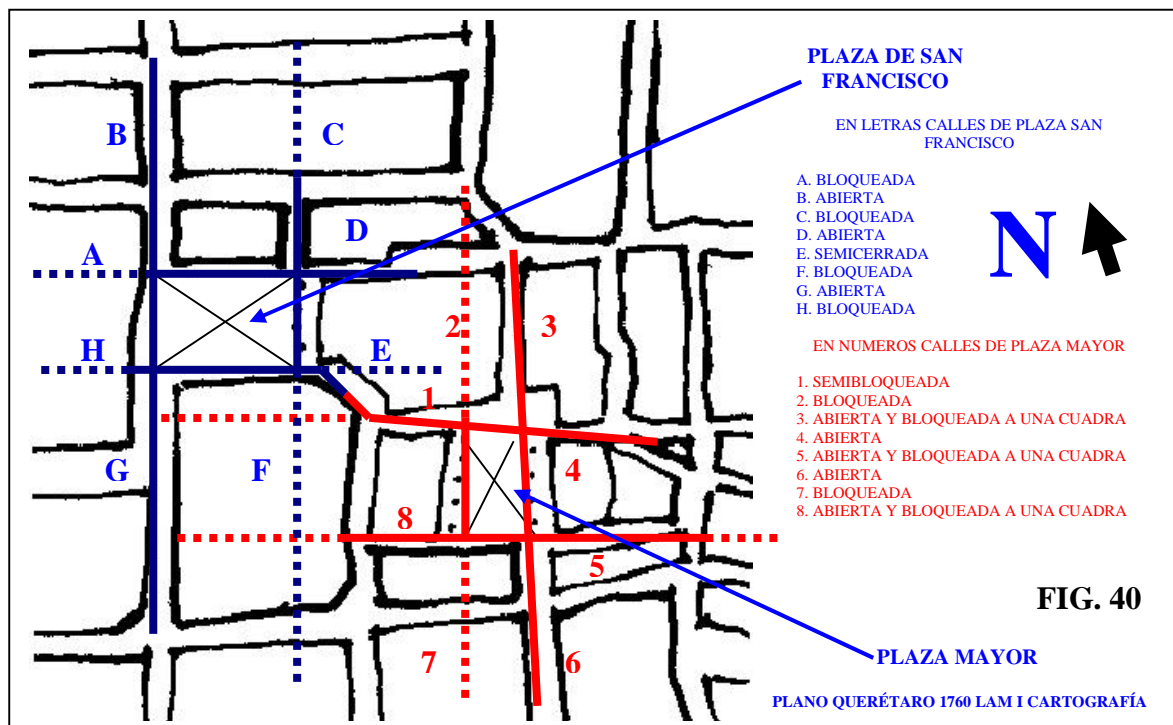 PLAZA DE SAN
FRANCISCO
EN LETRAS CALLES DE PLAZA SAN
FRANCISCO
A. BLOQUEADA
B. ABIERTA
C. BLOQUEADA
D. ABIERTA
E. SEMICERRADA
F. BLOQUEADA
G. ABIERTA
H. BLOQUEADA
N
EN NUMEROS CALLES DE PLAZA MAYOR
1. SEMIBLOQUEADA
2. BLOQUEADA
3. ABIERTA Y BLOQUEADA A UNA CUADRA
4. ABIERTA
5. ABIERTA Y BLOQUEADA A UNA CUADRA
6. ABIERTA
7. BLOQUEADA
8. ABIERTA Y BLOQUEADA A UNA CUADRA
FIG. 40
PLAZA MAYOR
PLANO QUERÉTARO 1760 LAM I CARTOGRAFÍA
B
C
A
D
2
3
H
E
1
G
F
8
4
5
7
6